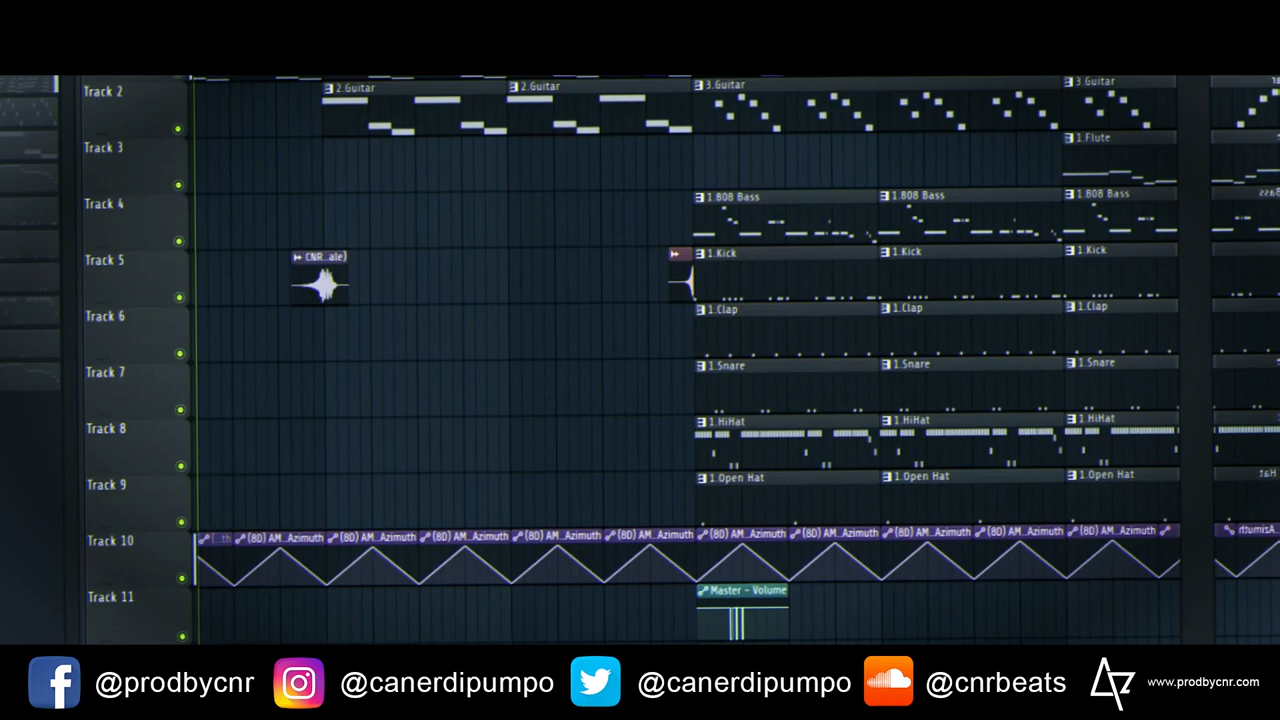 Track 2
2.Guitar 2.Guitar 3.Guitar 3.Guitar
Track 3
1.Flute
Track 4
1.808 Bass 1.808 Bass 1.808 Bass Bass
Track 5
CNR...ale) 1.Kick 1.Kick 1.Kick
Track 6
1.Clap 1.Clap 1.Clap
Track 7
1.Snare 1.Snare 1.Snare
Track 8
1.HiHat 1.HiHat 1.HiHat
Track 9
1.Open Hat 1.Open Hat 1.Open Hat Hat
Track 10
(8D) AM...Azimuth (8D) AM...Azimuth (8D) AM...Azimuth (8D) AM...Azimuth (8D) AM...Azimuth (8D) AM...Azimuth (8D) AM...Azimuth (8D) AM...Azimuth (8D) AM...Azimuth (8D) AM...Azimuth
Track 11
Master - Volume
@prodbycnr @canerdipumpo @canerdipumpo @cnrbeats www.prodbycnr.com